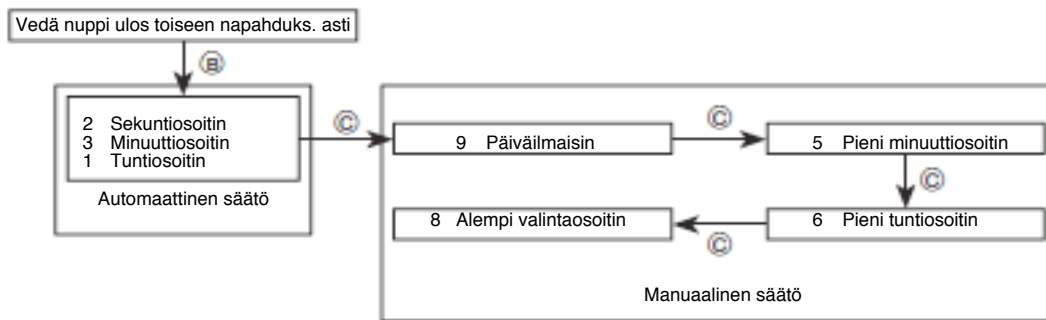 Vedä nuppi ulos toiseen napahduks. asti
Ⓑ
2 Sekuntiosoitin
3 Minuuttiosoitin
1 Tuntiosoitin
Automaattinen säätö
Ⓒ
9 Päiväilmaisin
Ⓒ
5 Pieni minuuttiosoitin
Ⓒ
6 Pieni tuntiosoitin
Ⓒ
8 Alempi valintaosoitin
Manuaalinen säätö